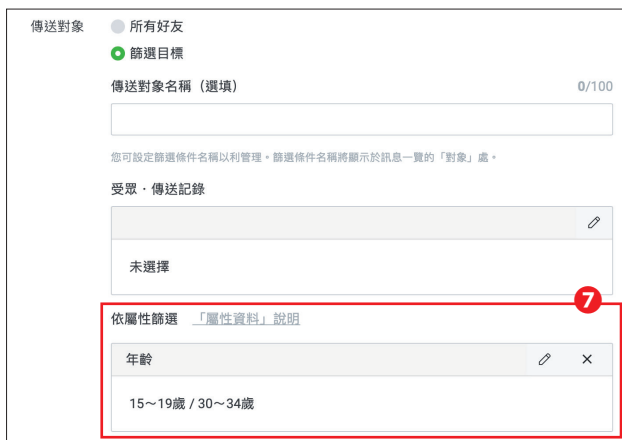 傳送對象
所有好友
篩選目標
傳送對象名稱（選填） 0/100
您可設定篩選條件名稱以利管理。篩選條件名稱將顯示於訊息一覽的「對象」處。
受眾・傳送記錄
未選擇
7
依屬性篩選 「屬性資料」說明
年齡
15～19歲 / 30～34歲